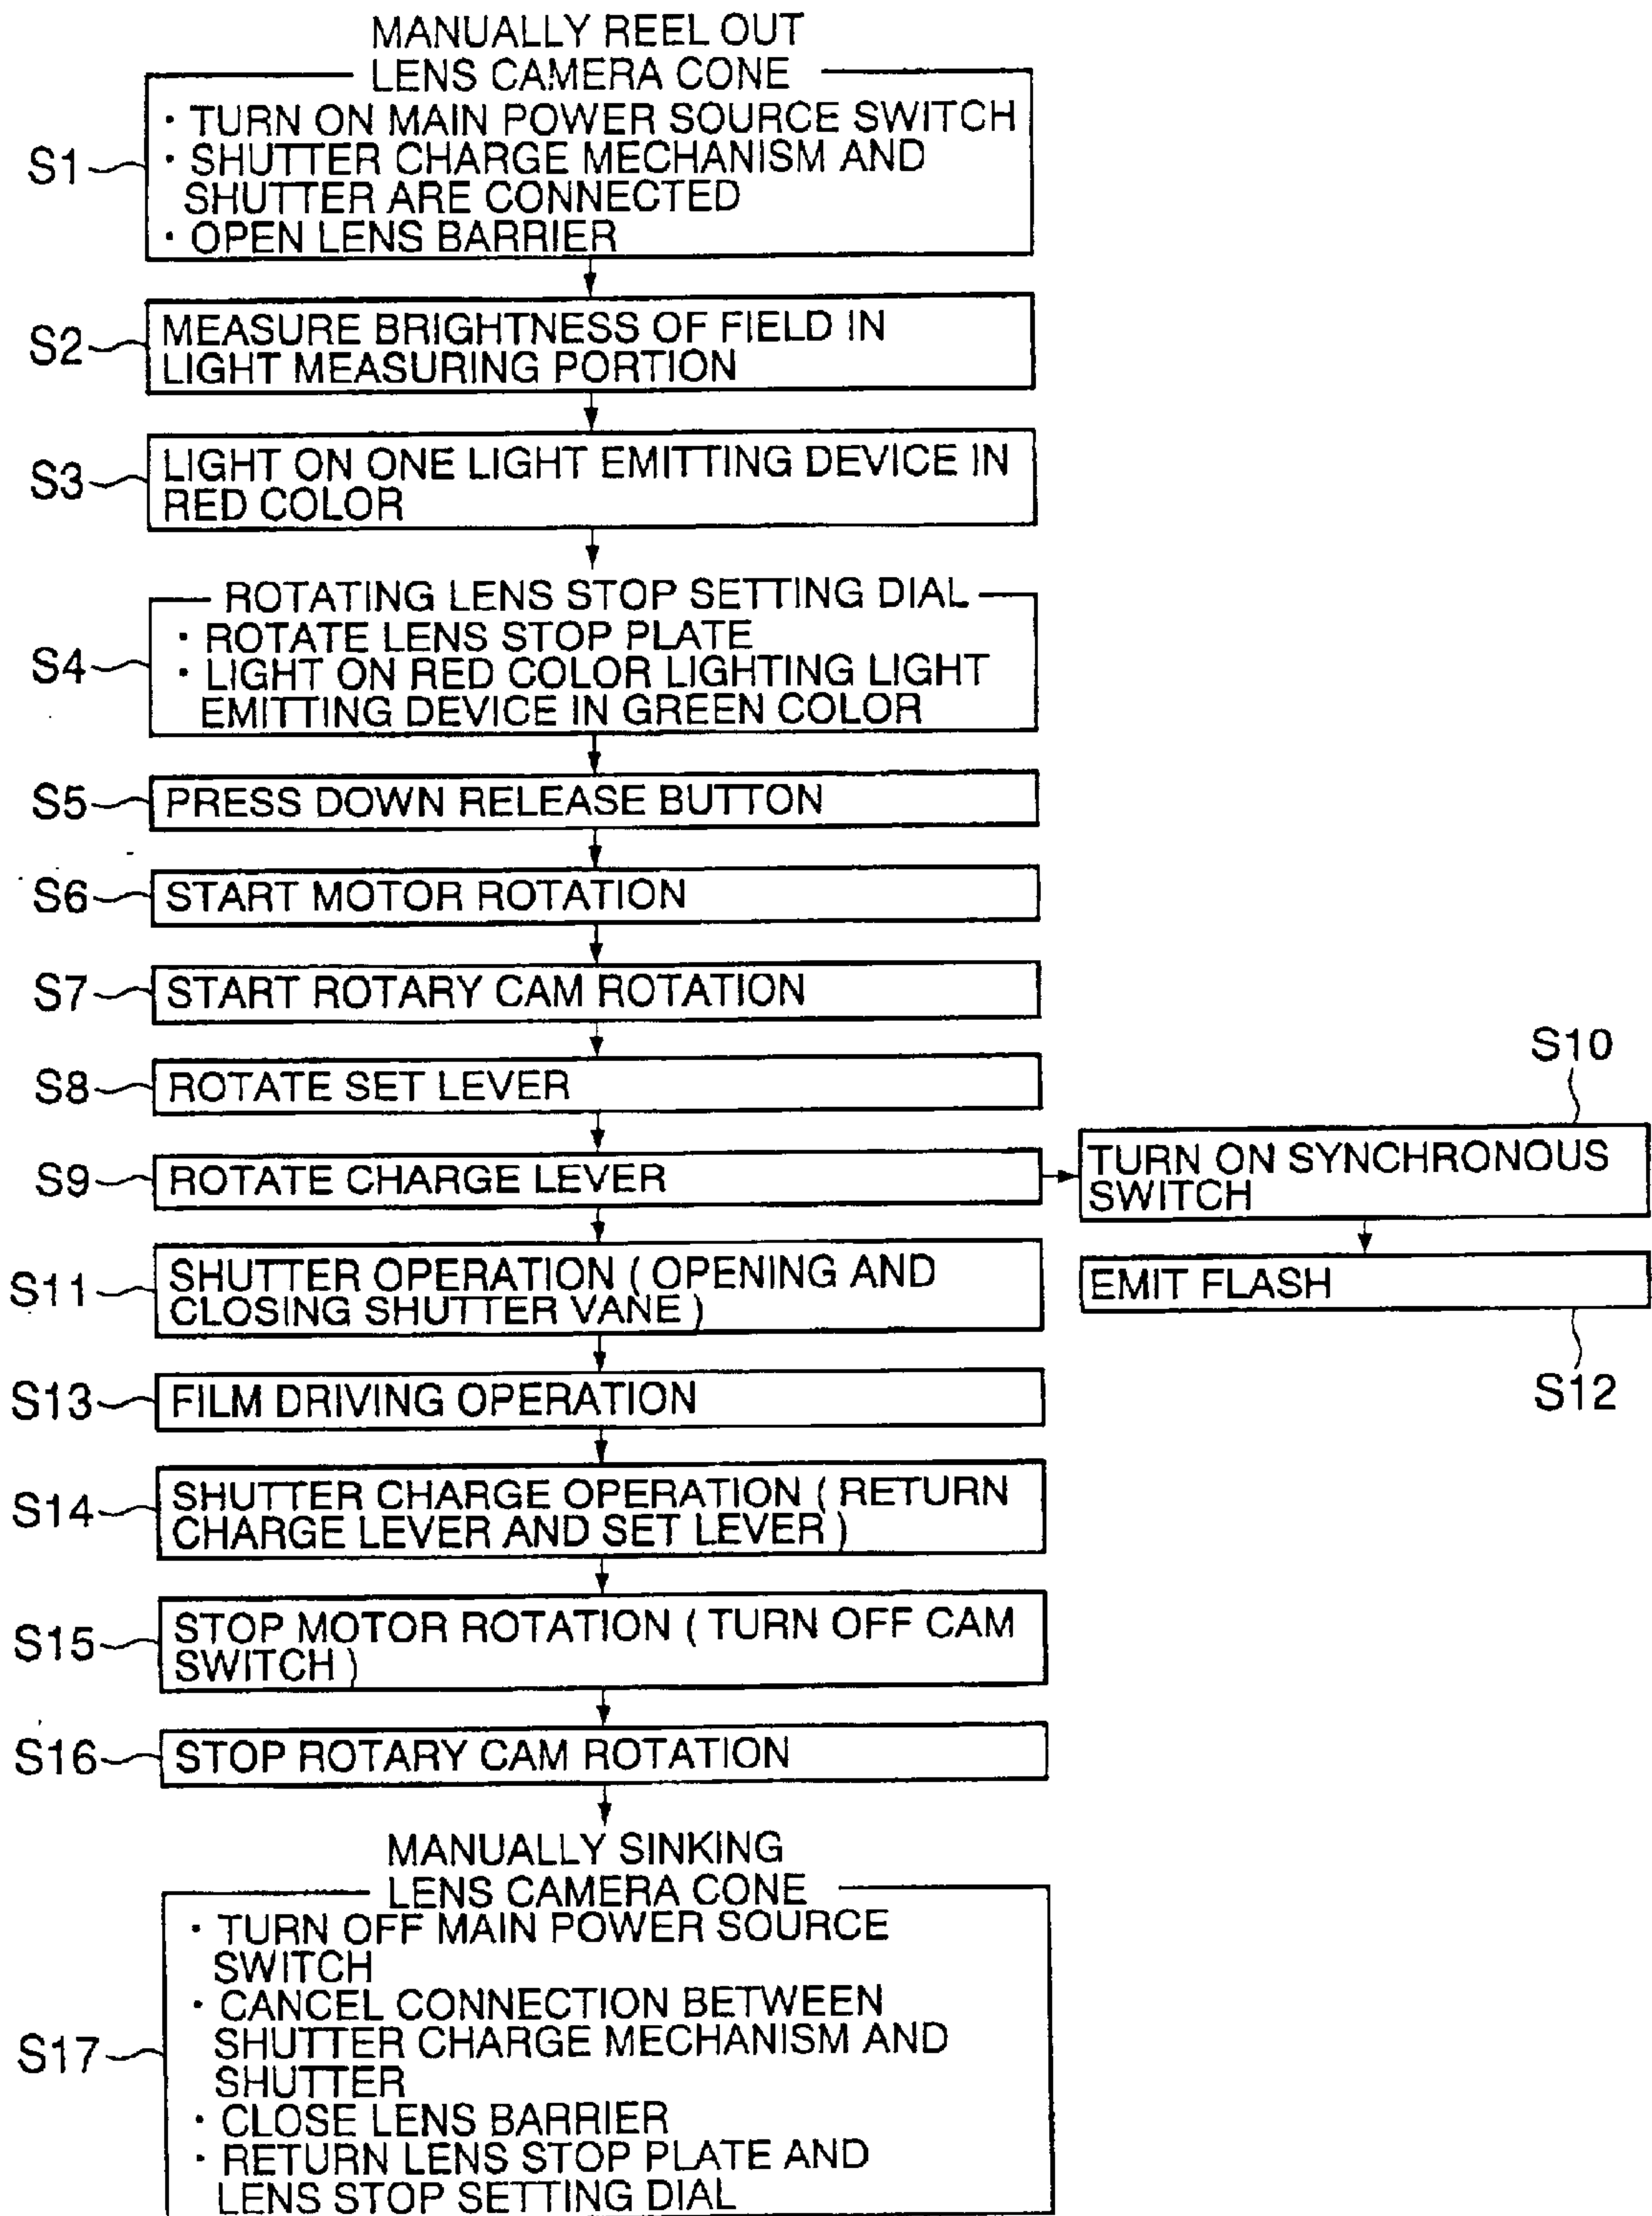 MANUALLY REEL OUT
LENS CAMERA CONE
S1
· TURN ON MAIN POWER SOURCE SWITCH
· SHUTTER CHARGE MECHANISM AND
SHUTTER ARE CONNECTED
· OPEN LENS BARRIER
S2
MEASURE BRIGHTNESS OF FIELD IN
LIGHT MEASURING PORTION
S3
LIGHT ON ONE LIGHT EMITTING DEVICE IN
RED COLOR
ROTATING LENS STOP SETTING DIAL
S4
· ROTATE LENS STOP PLATE
· LIGHT ON RED COLOR LIGHTING LIGHT
EMITTING DEVICE IN GREEN COLOR
S5
PRESS DOWN RELEASE BUTTON
S6
START MOTOR ROTATION
S7
START ROTARY CAM ROTATION
S8
ROTATE SET LEVER
S9
ROTATE CHARGE LEVER
S10
TURN ON SYNCHRONOUS
SWITCH
S11
SHUTTER OPERATION ( OPENING AND
CLOSING SHUTTER VANE )
EMIT FLASH
S12
S13
FILM DRIVING OPERATION
S14
SHUTTER CHARGE OPERATION ( RETURN
CHARGE LEVER AND SET LEVER )
S15
STOP MOTOR ROTATION ( TURN OFF CAM
SWITCH )
S16
STOP ROTARY CAM ROTATION
MANUALLY SINKING
LENS CAMERA CONE
S17
· TURN OFF MAIN POWER SOURCE
SWITCH
· CANCEL CONNECTION BETWEEN
SHUTTER CHARGE MECHANISM AND
SHUTTER
· CLOSE LENS BARRIER
· RETURN LENS STOP PLATE AND
LENS STOP SETTING DIAL